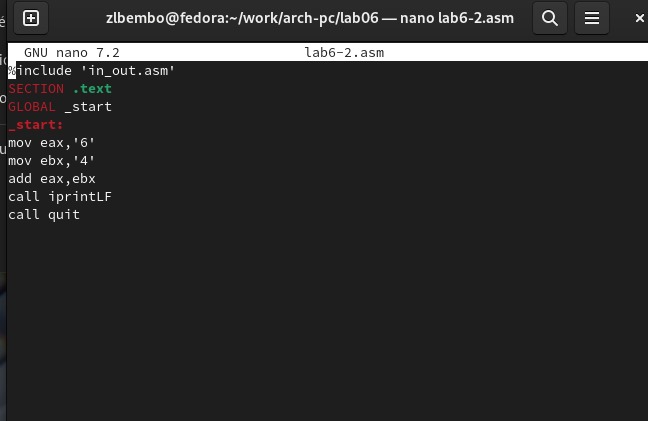 zlbembo@fedora:~/work/arch-pc/lab06 — nano lab6-2.asm
GNU nano 7.2 lab6-2.asm
%include 'in_out.asm'
SECTION .text
GLOBAL _start
_start:
mov eax,'6'
mov ebx,'4'
add eax,ebx
call iprintLF
call quit